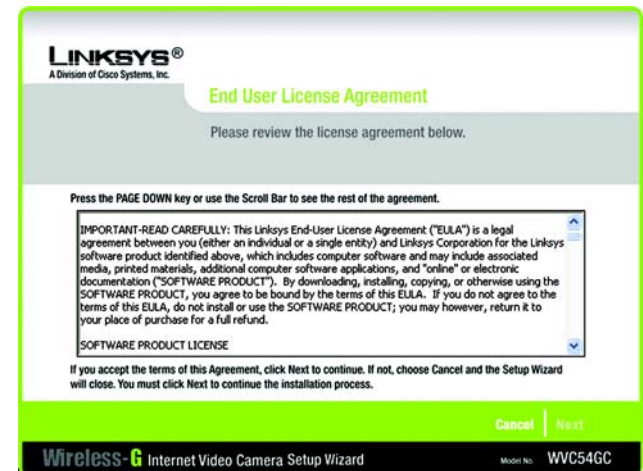 LINKSYS®
A Division of Cisco Systems, Inc.
End User License Agreement
Please review the license agreement below.
Press the PAGE DOWN key or use the Scroll Bar to see the rest of the agreement.
IMPORTANT-READ CAREFULLY: This Linksys End-User License Agreement ("EULA") is a legal
agreement between you (either an individual or a single entity) and Linksys Corporation for the Linksys
software product identified above, which includes computer software and may include associated
media, printed materials, additional computer software applications, and "online" or electronic
documentation ("SOFTWARE PRODUCT"). By downloading, installing, copying, or otherwise using the
SOFTWARE PRODUCT, you agree to be bound by the terms of this EULA. If you do not agree to the
terms of this EULA, do not install or use the SOFTWARE PRODUCT; you may however, return it to
your place of purchase for a full refund.
SOFTWARE PRODUCT LICENSE
If you accept the terms of this Agreement, click Next to continue. If not, choose Cancel and the Setup Wizard
will close. You must click Next to continue the installation process.
Cancel Next
Wireless-G Internet Video Camera Setup Wizard Model No. WVC54GC